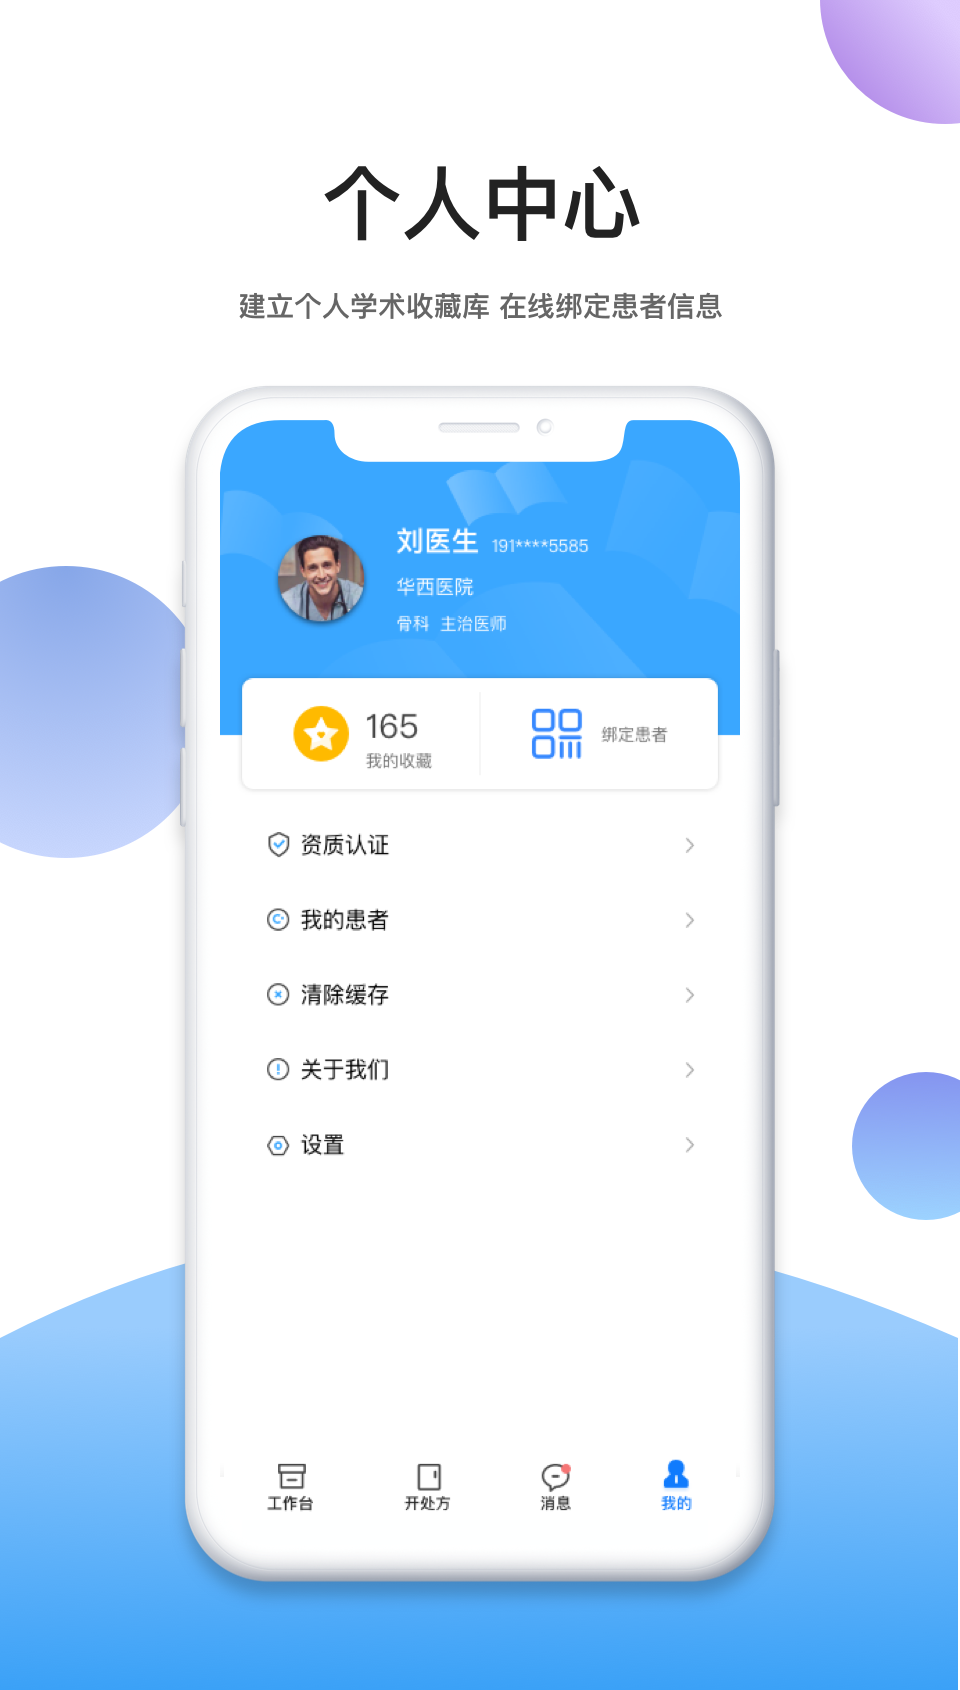 个人中心
建立个人学术收藏库 在线绑定患者信息
刘医生 191****5585
华西医院
骨科 主治医师
165
我的收藏
绑定患者
资质认证
我的患者
清除缓存
关于我们
设置
工作台 开处方 消息 我的